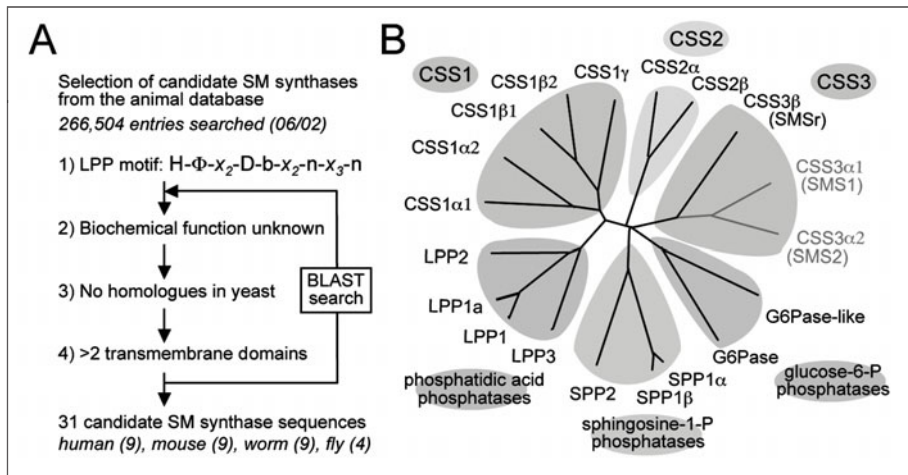 A
Selection of candidate SM synthases
from the animal database
266,504 entries searched (06/02)
1) LPP motif: H-Φ-x2-D-b-x2-n-x3-n
2) Biochemical function unknown
3) No homologues in yeast
BLAST
search
4) >2 transmembrane domains
31 candidate SM synthase sequences
human (9), mouse (9), worm (9), fly (4)
B
CSS1
CSS2
CSS3
CSS1α1
CSS1α2
CSS1β1
CSS1β2
CSS1γ
CSS2α
CSS2β
CSS3β
(SMSr)
CSS3α1
(SMS1)
CSS3α2
(SMS2)
G6Pase-like
G6Pase
glucose-6-P
phosphatases
SPP1α
SPP1β
SPP2
sphingosine-1-P
phosphatases
LPP3
LPP1
LPP1a
LPP2
phosphatidic acid
phosphatases